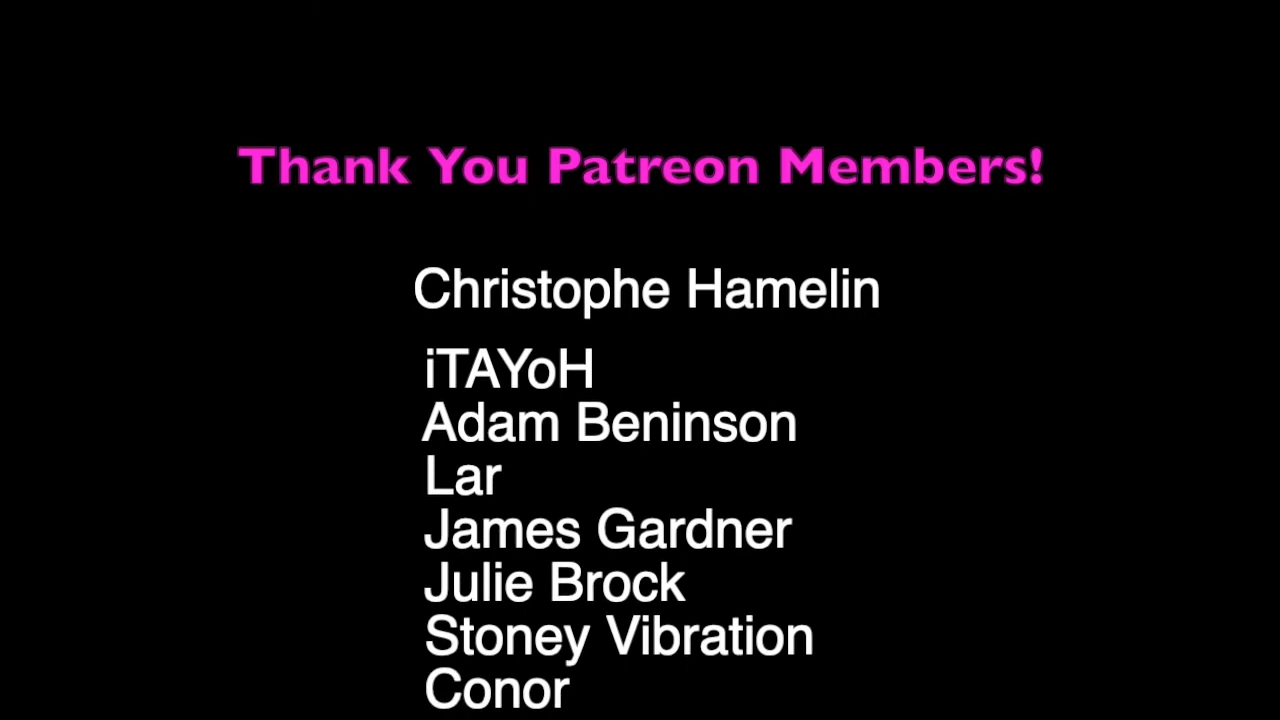 Thank You Patreon Members!
Christophe Hamelin
iTAYoH
Adam Beninson
Lar
James Gardner
Julie Brock
Stoney Vibration
Conor